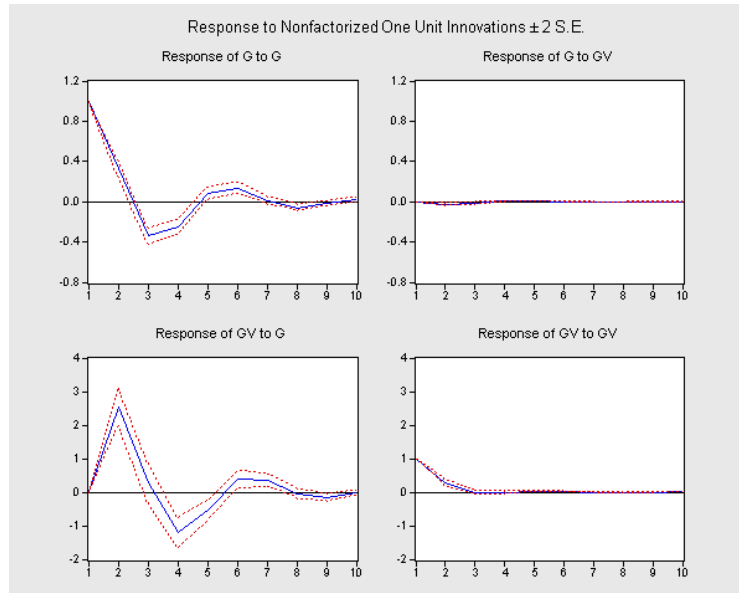 Response to Nonfactorized One Unit Innovations ± 2 S.E.
Response of G to G
1.2
0.8
0.4
0.0
-0.4
-0.8
1 2 3 4 5 6 7 8 9 10
Response of G to GV
1.2
0.8
0.4
0.0
-0.4
-0.8
1 2 3 4 5 6 7 8 9 10
Response of GV to G
4
3
2
1
0
-1
-2
1 2 3 4 5 6 7 8 9 10
Response of GV to GV
4
3
2
1
0
-1
-2
1 2 3 4 5 6 7 8 9 10